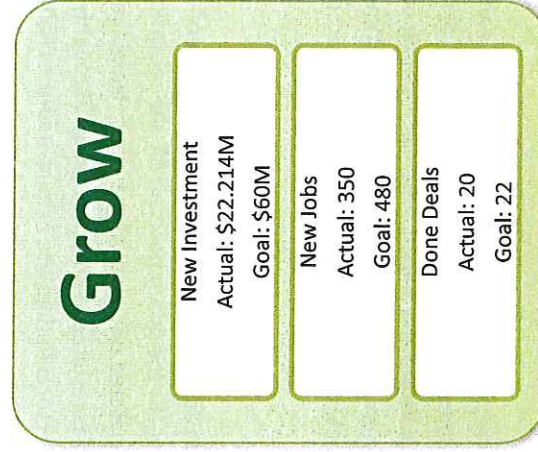 Grow
New Investment
Actual: $22.214M
Goal: $60M
New Jobs
Actual: 350
Goal: 480
Done Deals
Actual: 20
Goal: 22